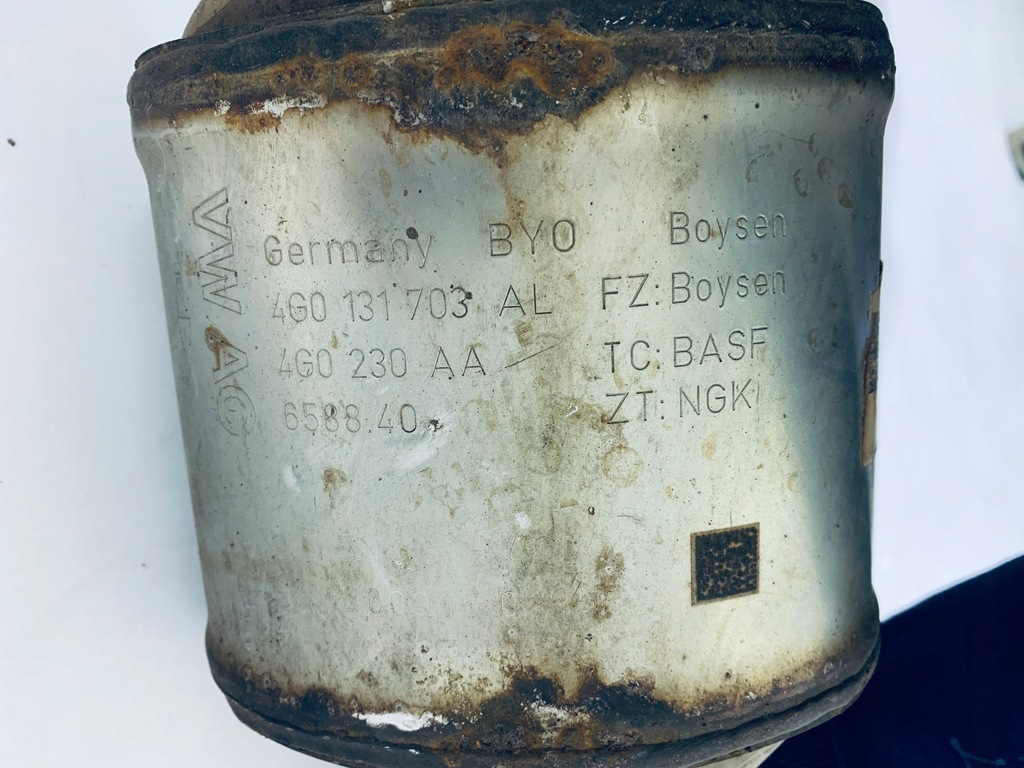 VW AG
Germany BYO Boysen
4G0 131 703 AL FZ: Boysen
4G0 230 AA TC: BASF
6588.40 ZT: NGK